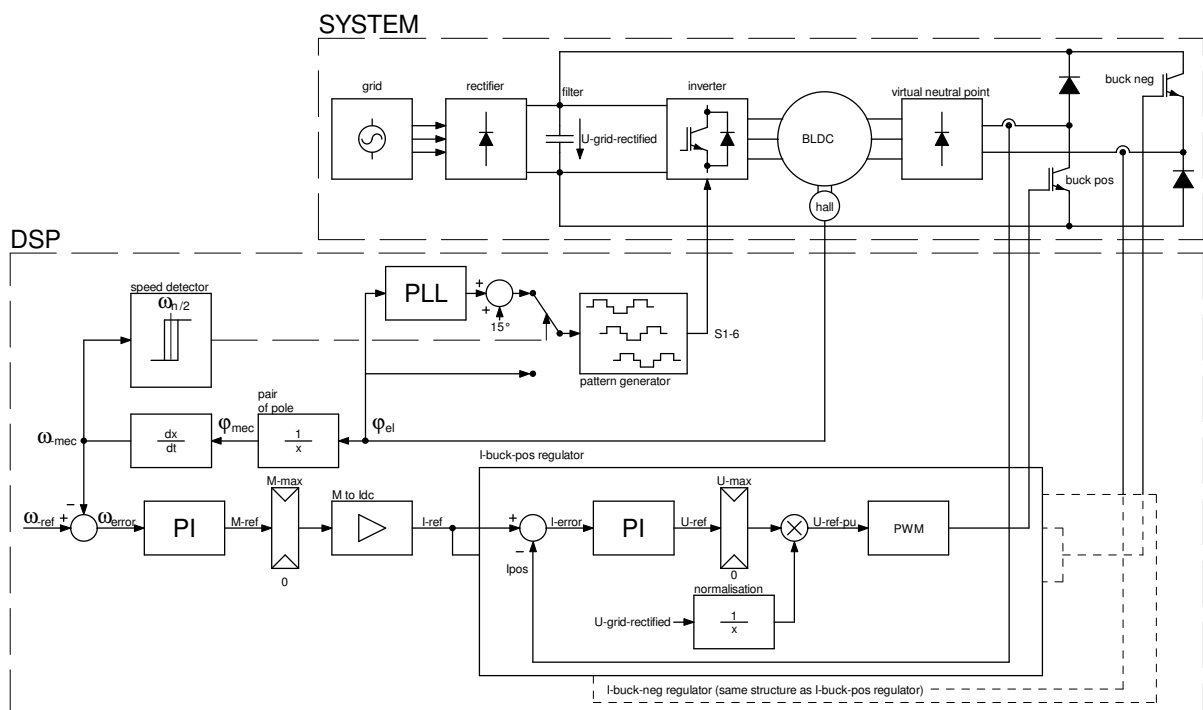 SYSTEM
grid
rectifier
filter
inverter
virtual neutral point
buck neg
U-grid-rectified
BLDC
buck pos
hall
DSP
speed detector
ωn/2
PLL
+
+
15°
S1-6
pattern generator
pair
of pole
ω-mec
dx
dt
φmec
1
x
φel
I-buck-pos regulator
M-max
M to Idc
U-max
−
ω-ref
+
ωerror
PI
M-ref
I-ref
+
I-error
PI
U-ref
U-ref-pu
PWM
−
Ipos
0
0
normalisation
U-grid-rectified
1
x
I-buck-neg regulator (same structure as I-buck-pos regulator)